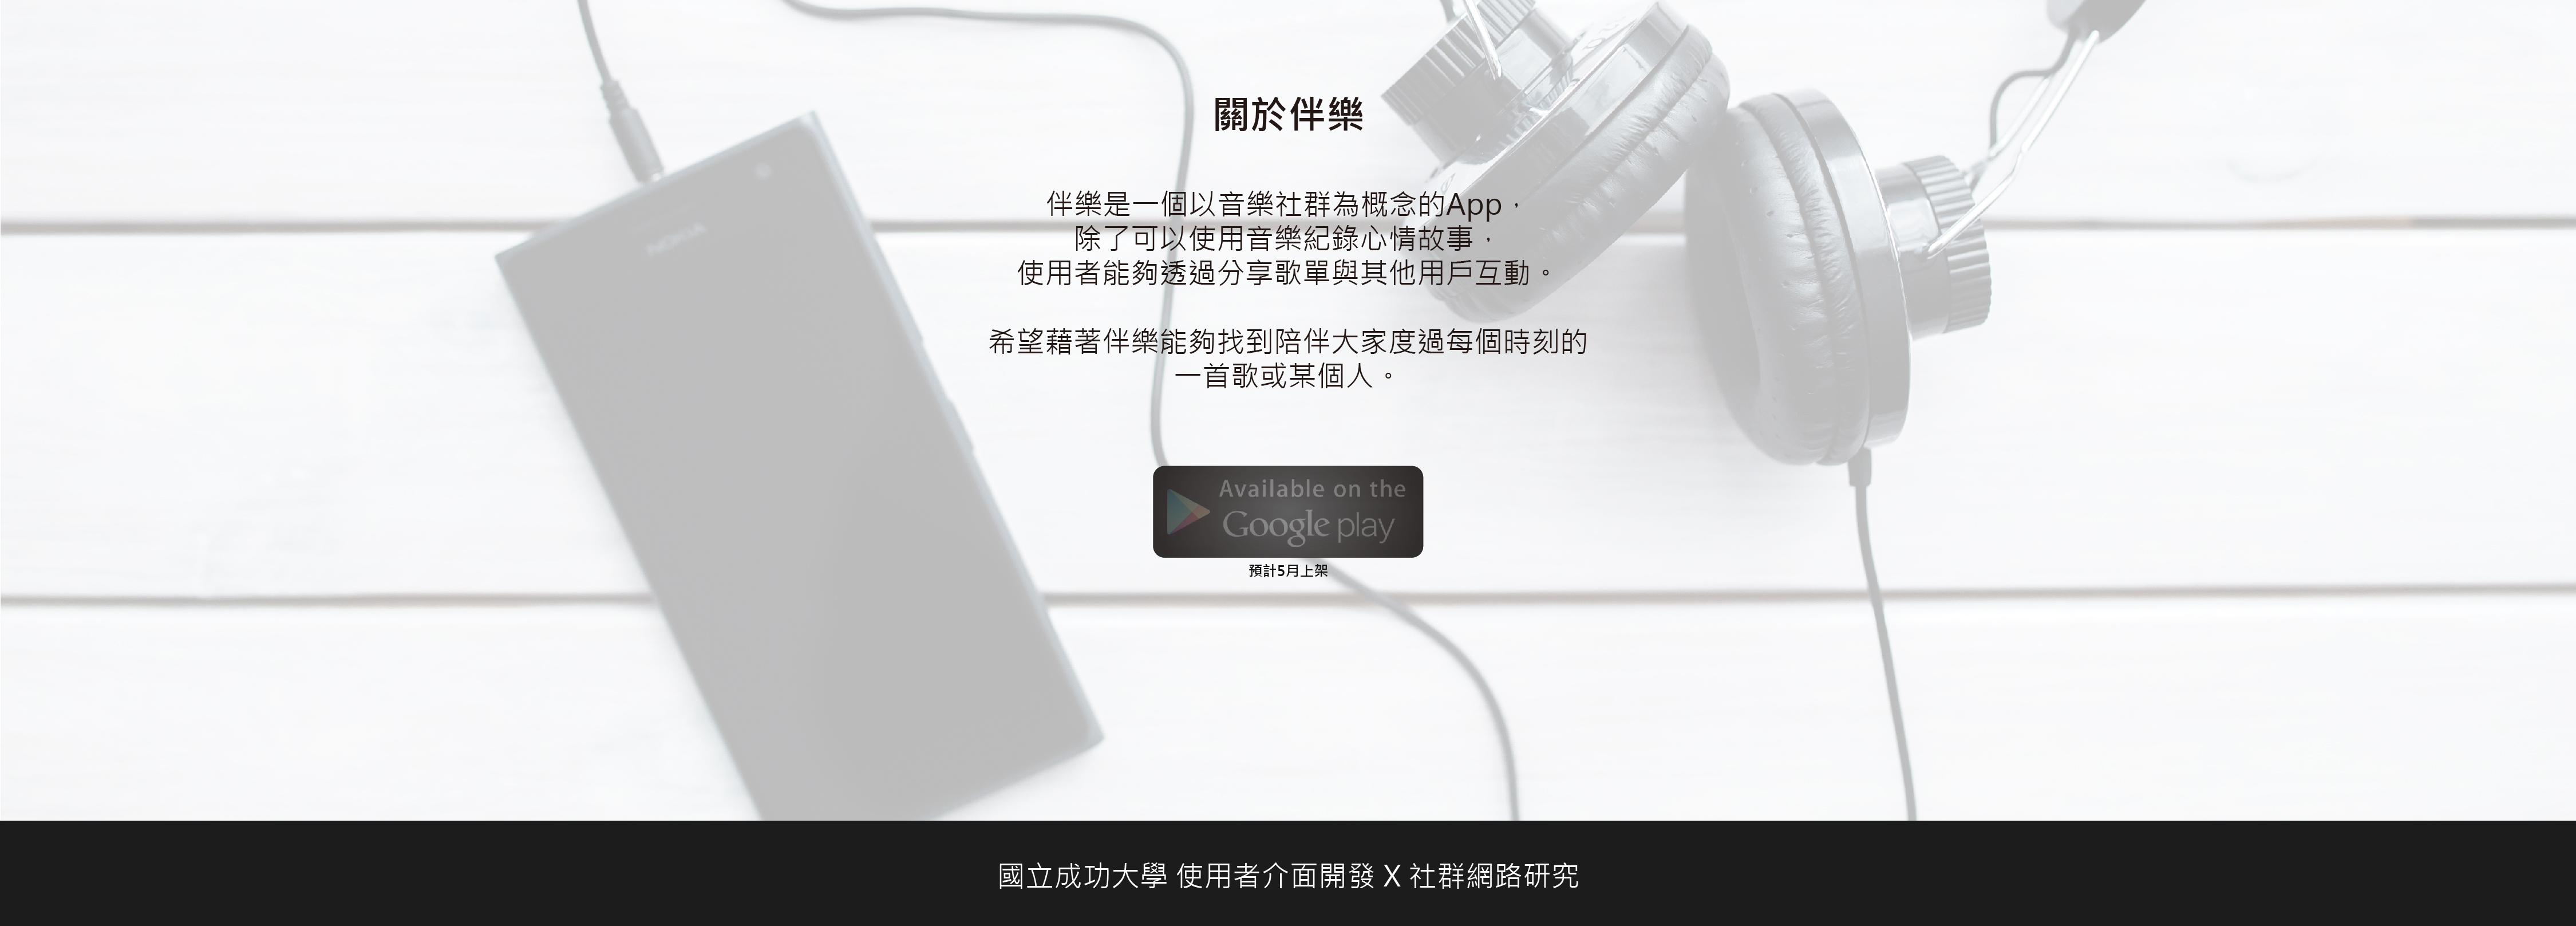 關於伴樂
伴樂是一個以音樂社群為概念的App，
除了可以使用音樂紀錄心情故事，
使用者能夠透過分享歌單與其他用戶互動。
希望藉著伴樂能夠找到陪伴大家度過每個時刻的
一首歌或某個人。
NOKIA
Available on the
Google play
預計5月上架
國立成功大學 使用者介面開發 X 社群網路研究